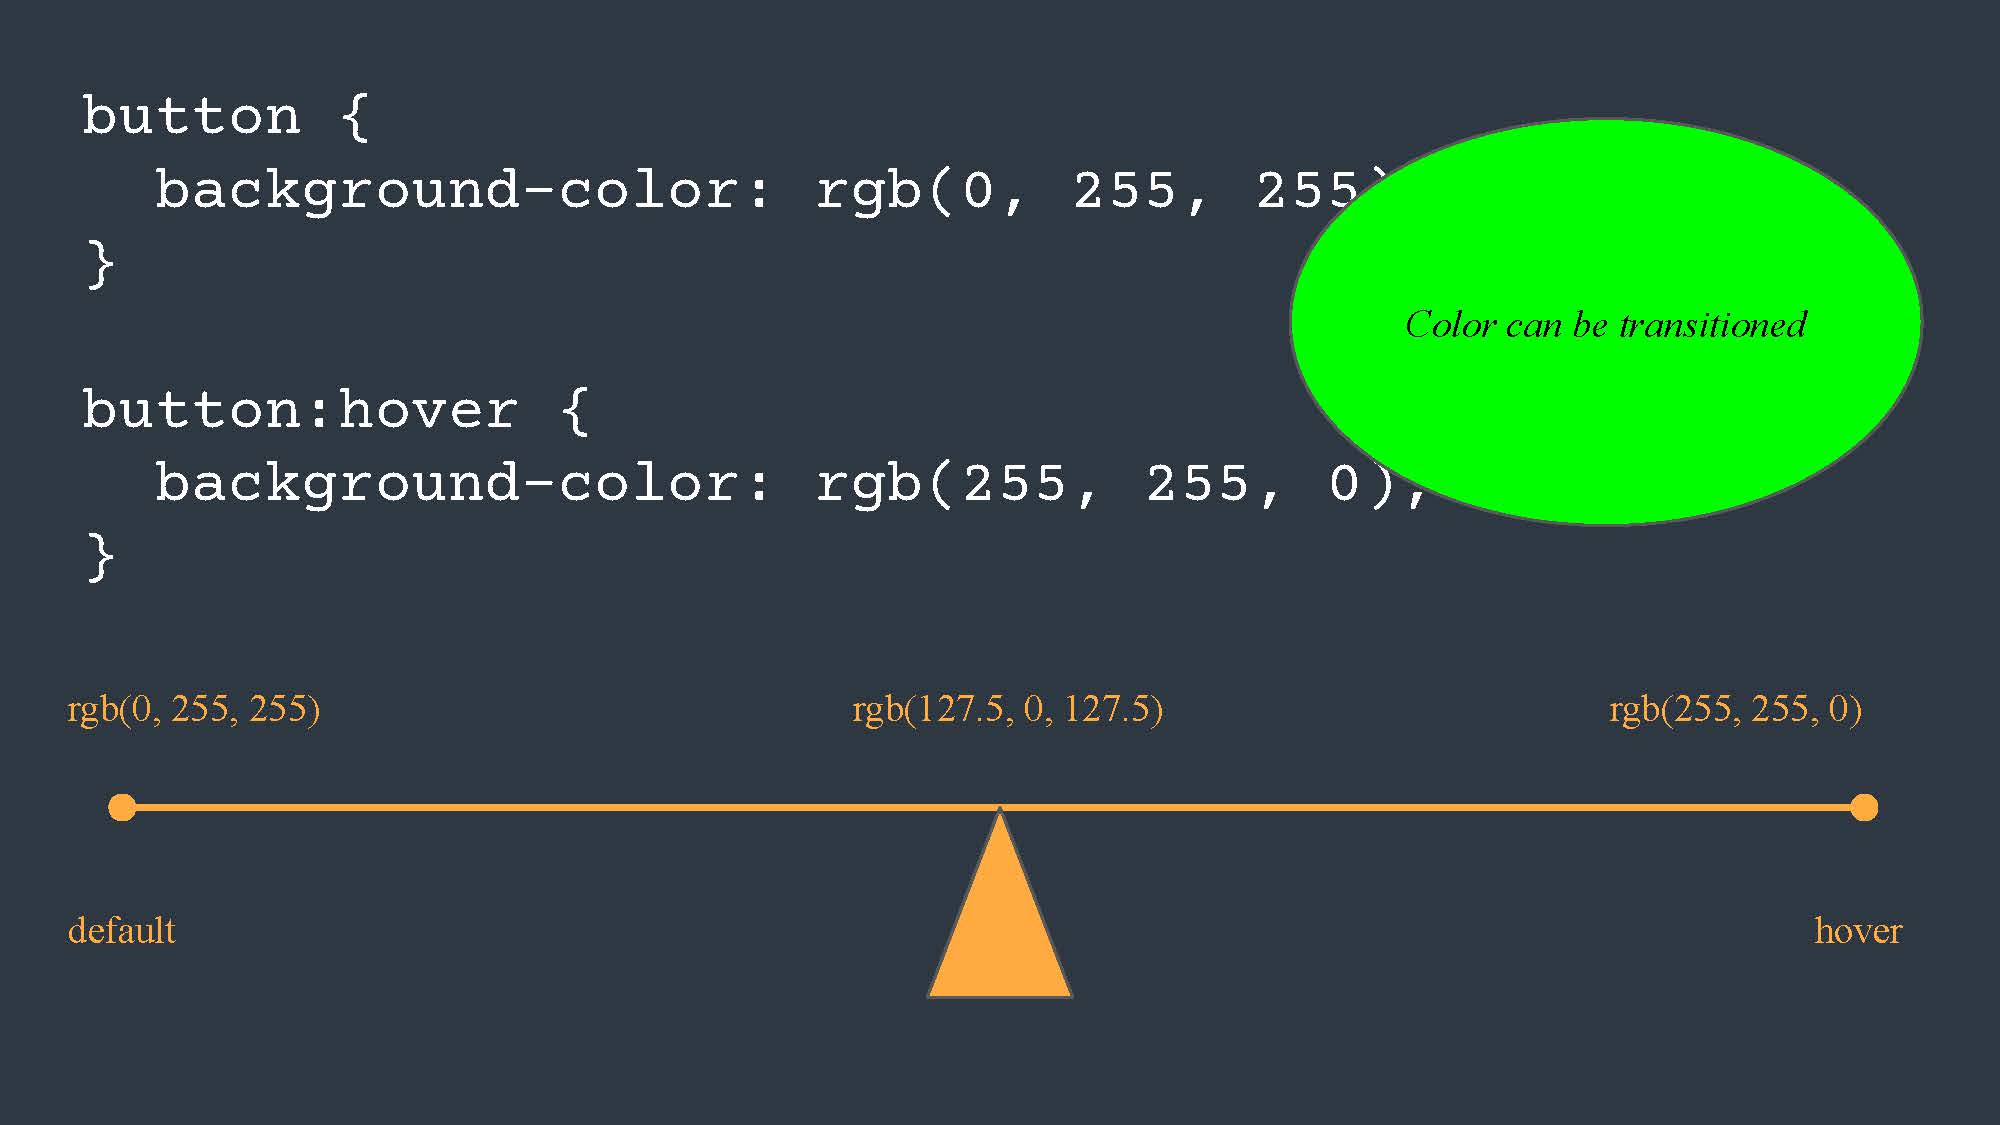 button {
  background-color: rgb(0, 255, 255)
}
button:hover {
  background-color: rgb(255, 255, 0);
}
Color can be transitioned
rgb(0, 255, 255)
rgb(127.5, 0, 127.5)
rgb(255, 255, 0)
default
hover